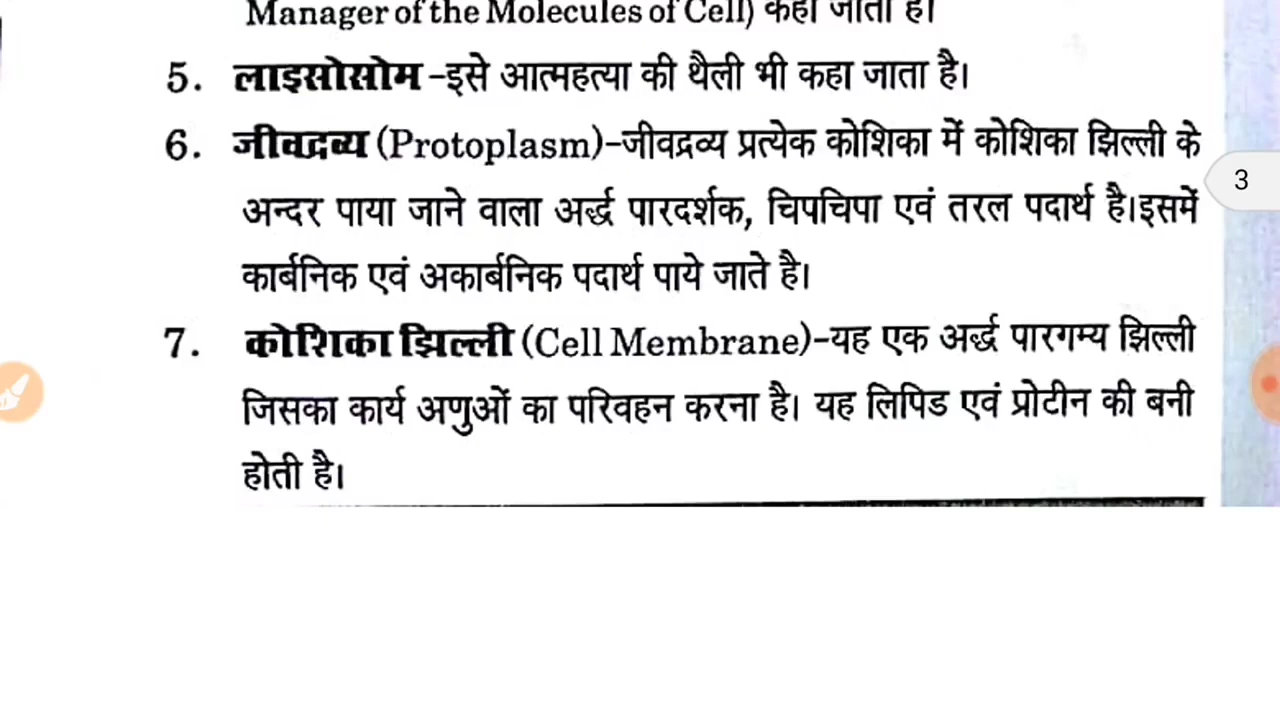 Manager of the Molecules of Cell) कहा जाता है।
5. लाइसोसोम -इसे आत्महत्या की थैली भी कहा जाता है।
6. जीवद्रव्य (Protoplasm)-जीवद्रव्य प्रत्येक कोशिका में कोशिका झिल्ली के
अन्दर पाया जाने वाला अर्द्ध पारदर्शक, चिपचिपा एवं तरल पदार्थ है।इसमें
3
कार्बनिक एवं अकार्बनिक पदार्थ पाये जाते है।
7. कोशिका झिल्ली (Cell Membrane)-यह एक अर्द्ध पारगम्य झिल्ली
जिसका कार्य अणुओं का परिवहन करना है। यह लिपिड एवं प्रोटीन की बनी
होती है।